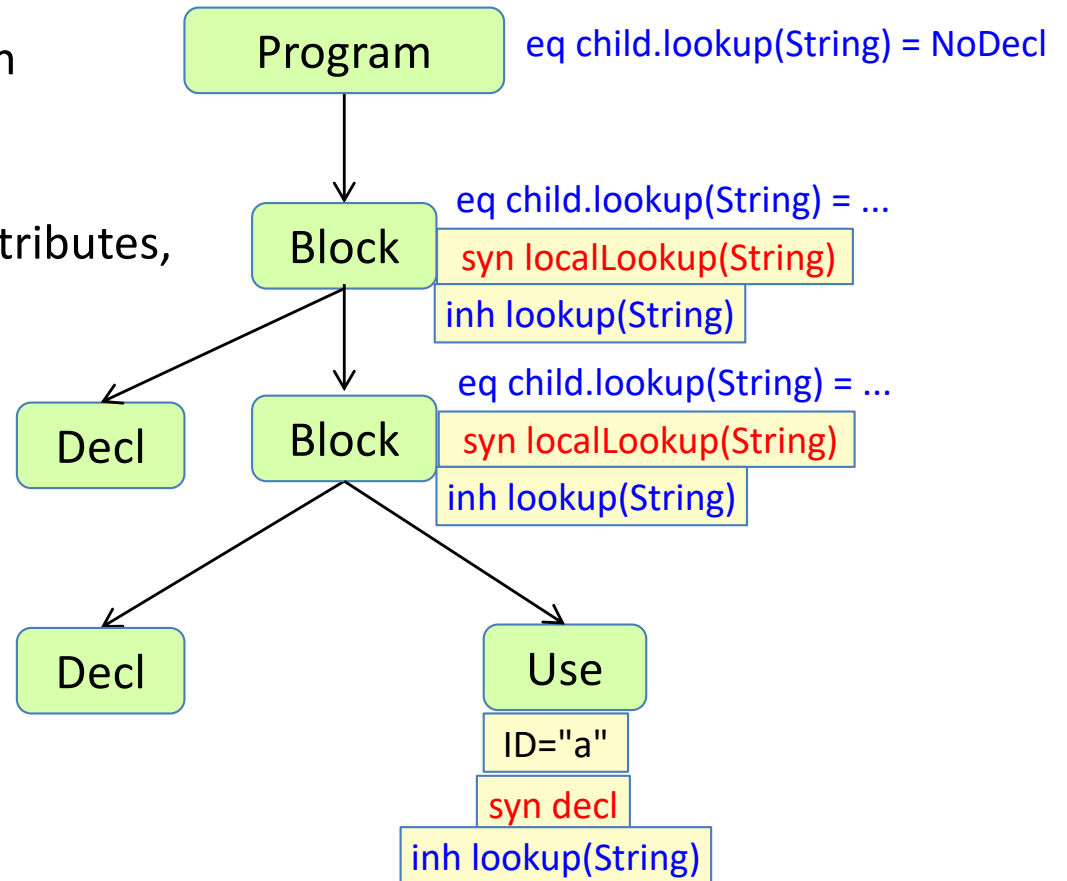 n
Program
eq child.lookup(String) = NoDecl
tributes,
eq child.lookup(String) = ...
Block
syn localLookup(String)
inh lookup(String)
eq child.lookup(String) = ...
Decl
Block
syn localLookup(String)
inh lookup(String)
Decl
Use
ID="a"
syn decl
inh lookup(String)